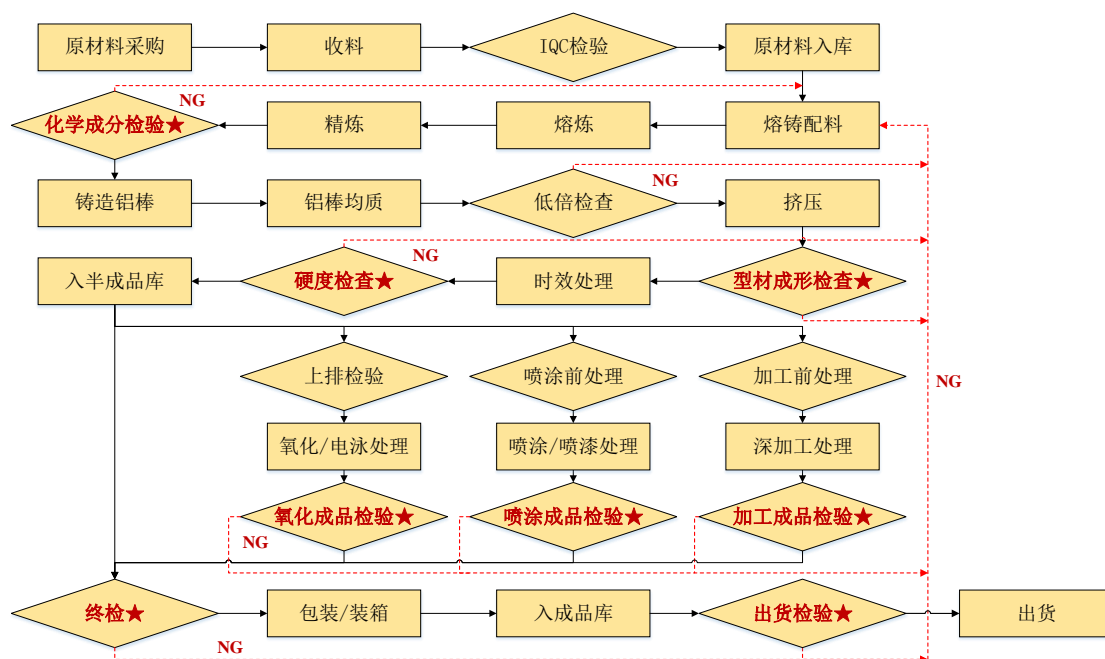 原材料采购
收料
IQC检验
原材料入库
NG
化学成分检验★
精炼
熔炼
熔铸配料
铸造铝棒
铝棒均质
低倍检查
NG
挤压
入半成品库
硬度检查★
NG
时效处理
型材成形检查★
上排检验
喷涂前处理
加工前处理
NG
氧化/电泳处理
喷涂/喷漆处理
深加工处理
氧化成品检验★
喷涂成品检验★
加工成品检验★
NG
终检★
包装/装箱
入成品库
出货检验★
出货
NG